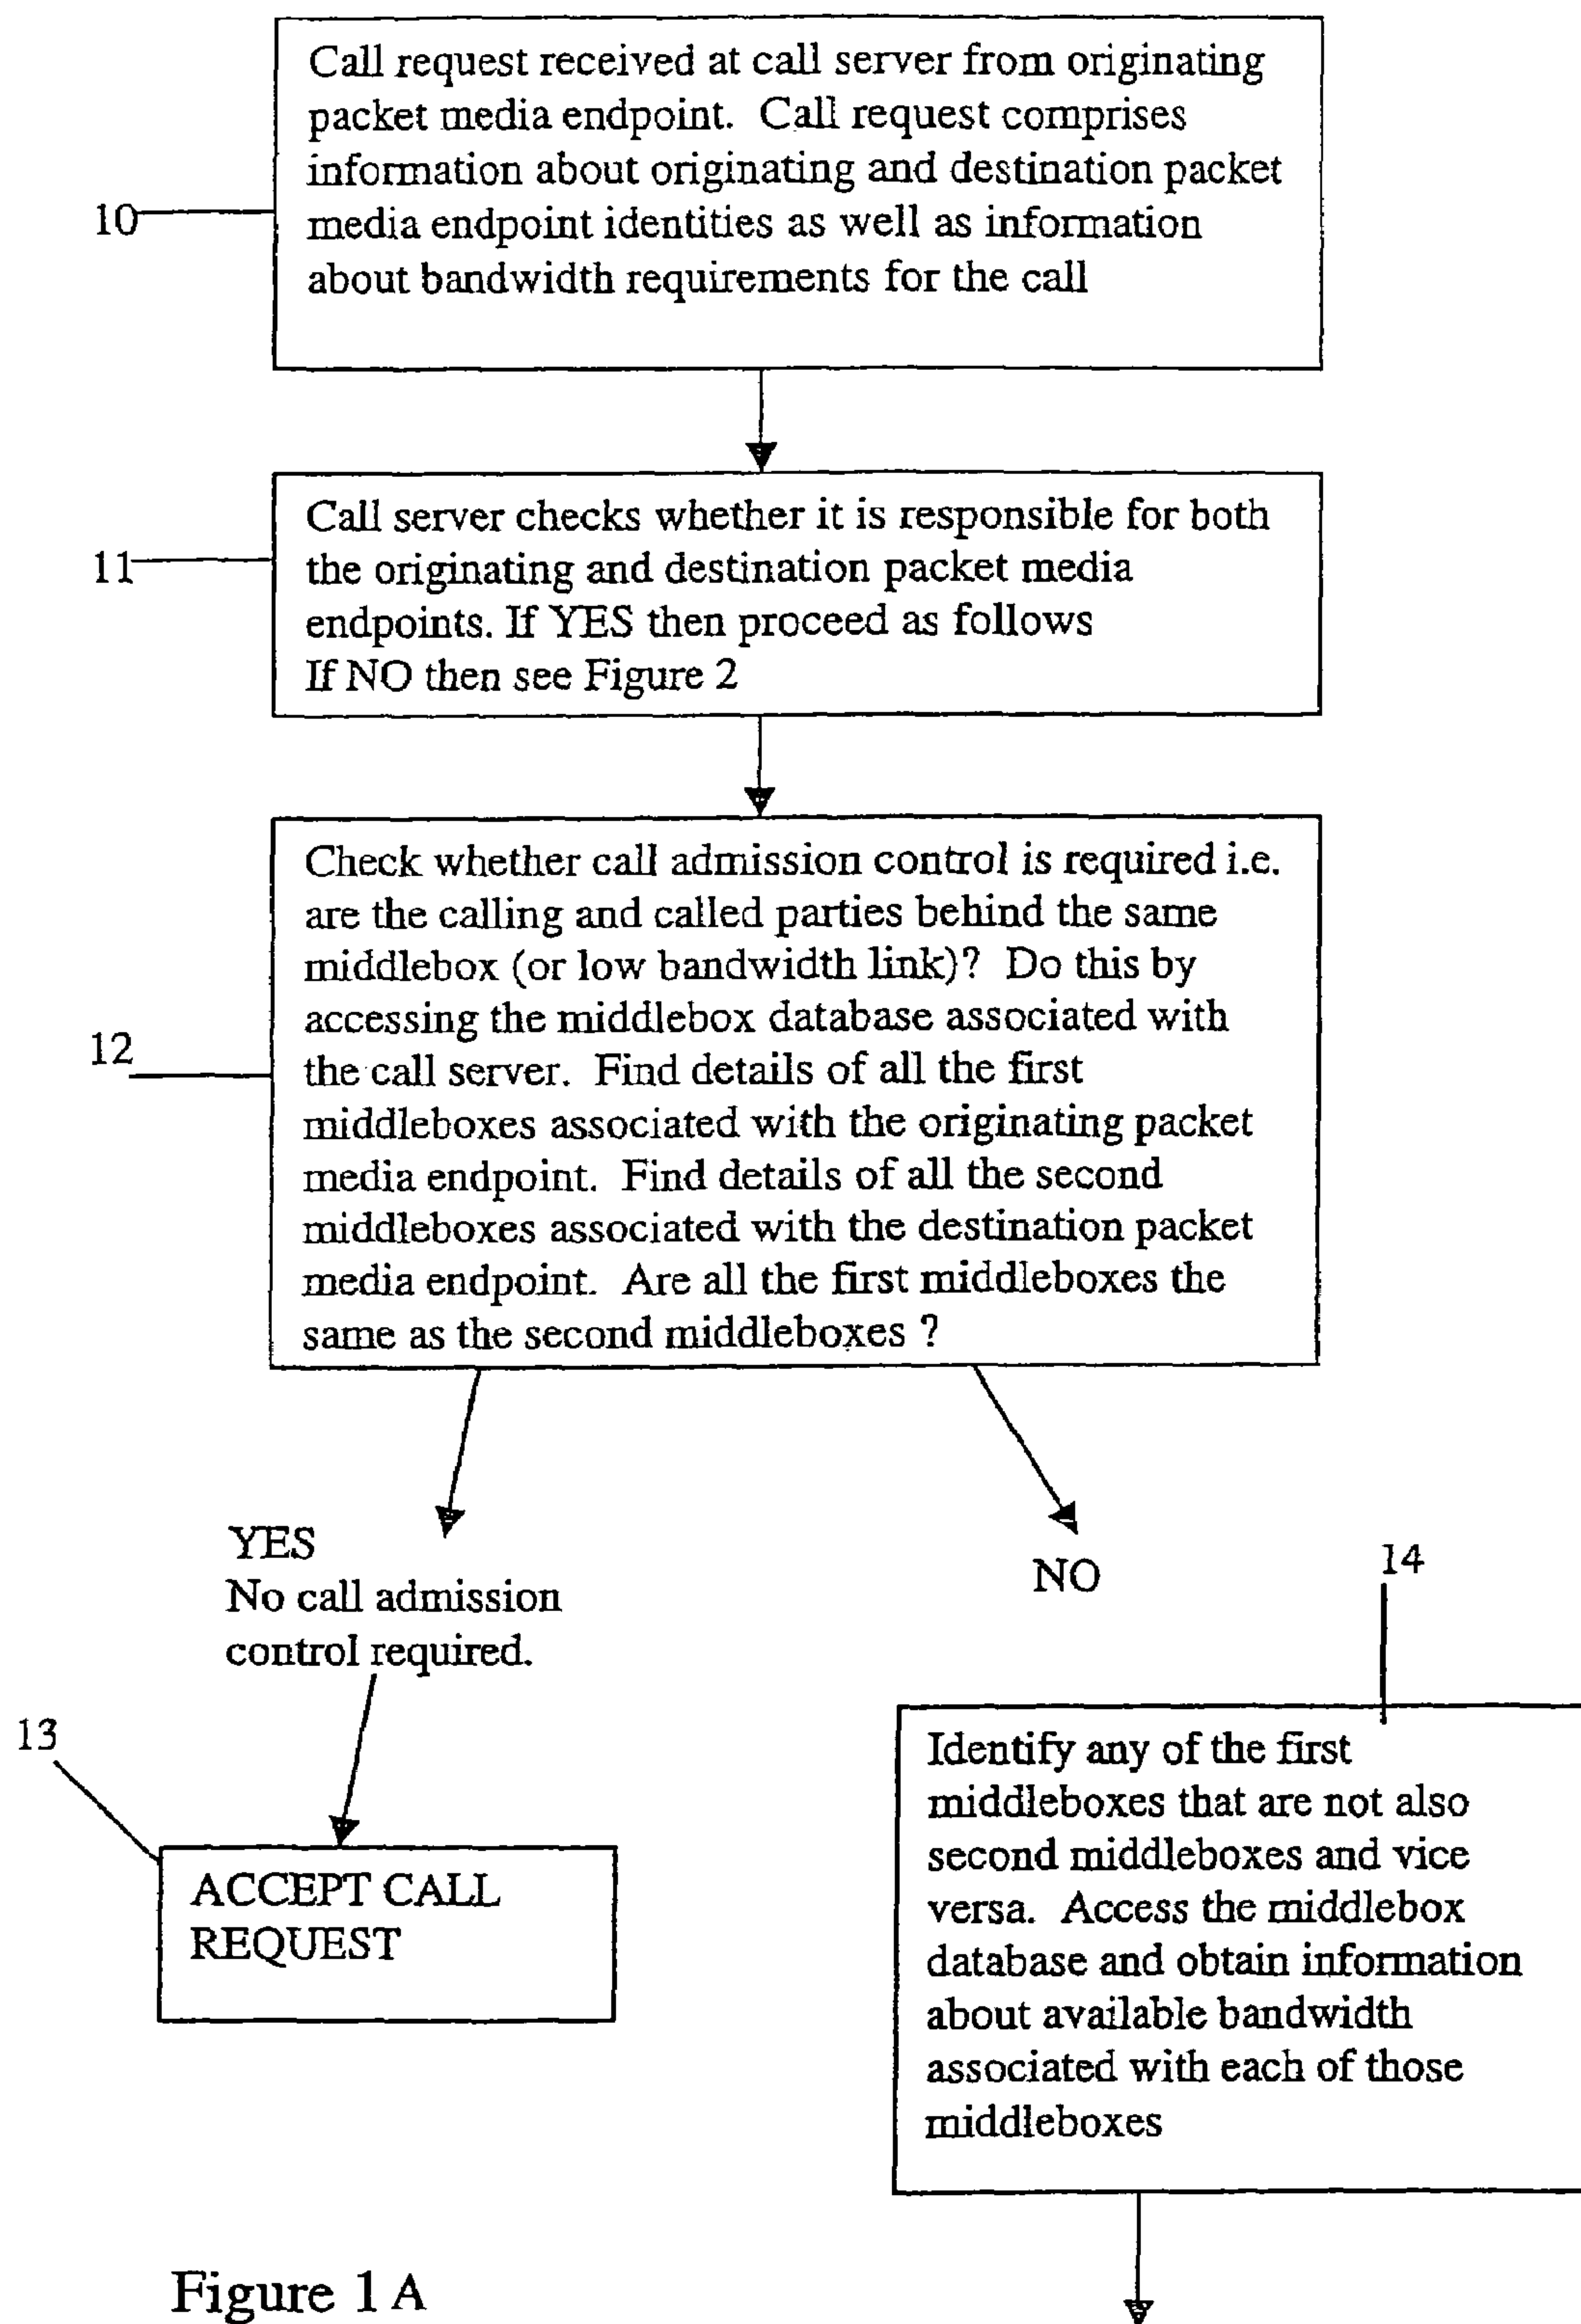 Call request received at call server from originating
packet media endpoint. Call request comprises
information about originating and destination packet
media endpoint identities as well as information
about bandwidth requirements for the call
10
Call server checks whether it is responsible for both
the originating and destination packet media
endpoints. If YES then proceed as follows
If NO then see Figure 2
11
Check whether call admission control is required i.e.
are the calling and called parties behind the same
middlebox (or low bandwidth link)? Do this by
accessing the middlebox database associated with
the call server. Find details of all the first
middleboxes associated with the originating packet
media endpoint. Find details of all the second
middleboxes associated with the destination packet
media endpoint. Are all the first middleboxes the
same as the second middleboxes ?
12
YES
No call admission
control required.
NO
14
13
ACCEPT CALL
REQUEST
Identify any of the first
middleboxes that are not also
second middleboxes and vice
versa. Access the middlebox
database and obtain information
about available bandwidth
associated with each of those
middleboxes
Figure 1 A